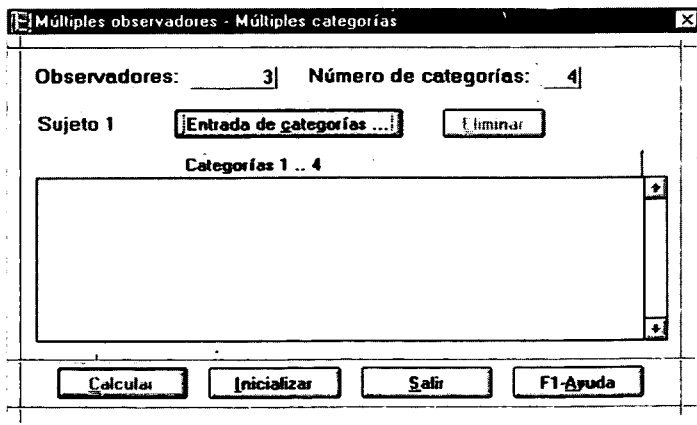 Múltiples observadores - Múltiples categorías
Observadores: 3 Número de categorías: 4
Sujeto 1 Entrada de categorías ... Eliminar
Categorías 1 .. 4
Calcular Inicializar Salir F1-Ayuda